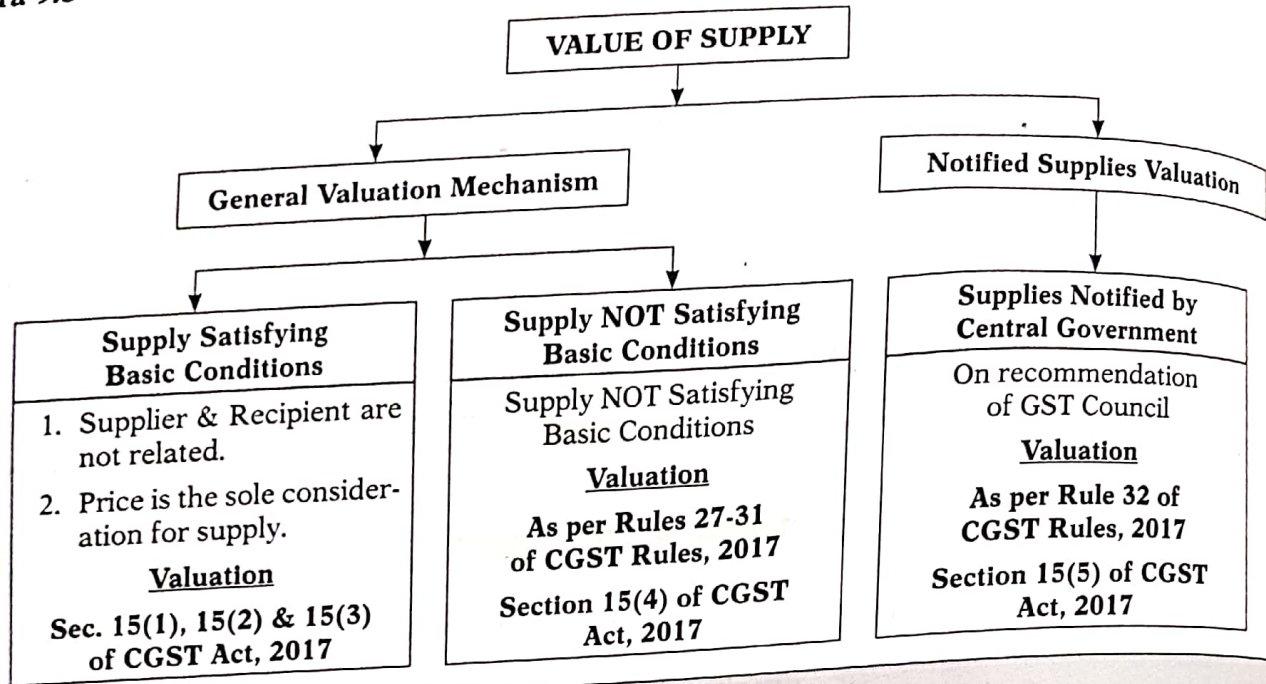 VALUE OF SUPPLY
General Valuation Mechanism
Notified Supplies Valuation
Supply Satisfying
Basic Conditions
1. Supplier & Recipient are
not related.
2. Price is the sole consider-
ation for supply.
Valuation
Sec. 15(1), 15(2) & 15(3)
of CGST Act, 2017
Supply NOT Satisfying
Basic Conditions
Supply NOT Satisfying
Basic Conditions
Valuation
As per Rules 27-31
of CGST Rules, 2017
Section 15(4) of CGST
Act, 2017
Supplies Notified by
Central Government
On recommendation
of GST Council
Valuation
As per Rule 32 of
CGST Rules, 2017
Section 15(5) of CGST
Act, 2017